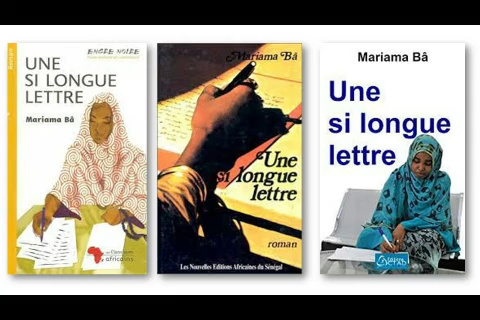 ENCRE NOIRE
UNE
SI LONGUE
LETTRE
Mariama Bâ
africains
Mariama Bâ
Une
si longue
lettre
roman
Les Nouvelles Editions Africaines du Sénégal
Mariama Bâ
Une
si longue
lettre